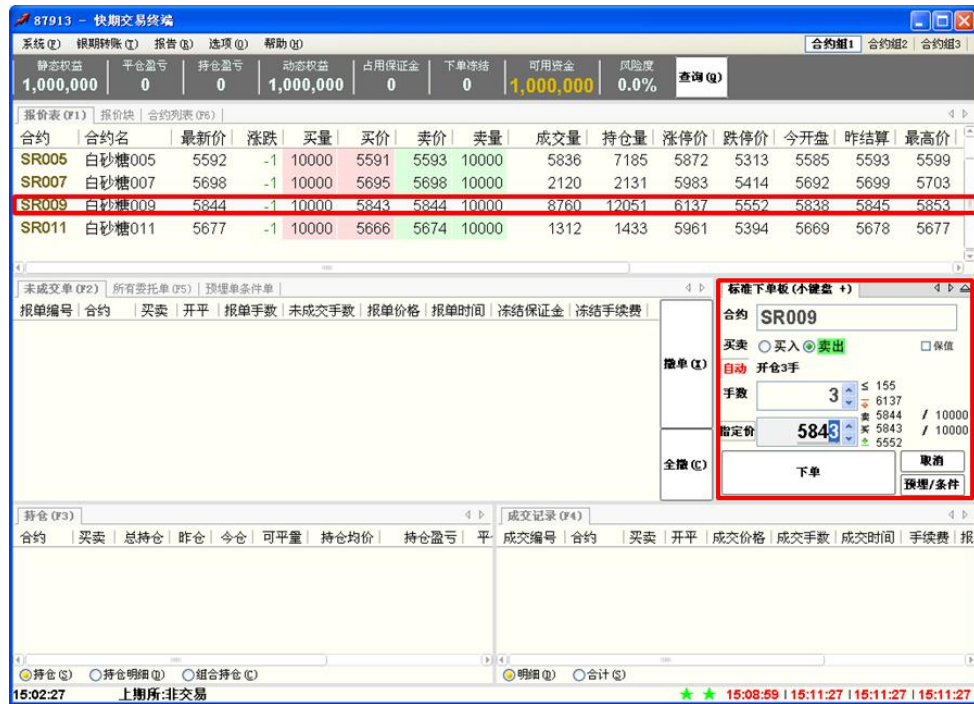 87913 - 快期交易终端
系统(F) 银期转账(T) 报告(R) 选项(O) 帮助(H) 合约组1 合约组2 合约组3
静态权益 平仓盈亏 持仓盈亏 动态权益 占用保证金 下单冻结 可用资金 风险度 查询(Q)
1,000,000 0 0 1,000,000 0 0 1,000,000 0.0%
报价表(F1) 报价块 合约列表(F6)
合约 合约名 最新价 涨跌 买量 买价 卖价 卖量 成交量 持仓量 涨停价 跌停价 今开盘 昨结算 最高价
SR005 白砂糖005 5592 -1 10000 5591 5593 10000 5836 7185 5872 5313 5585 5593 5599
SR007 白砂糖007 5698 -1 10000 5695 5698 10000 2120 2131 5983 5414 5692 5699 5703
SR009 白砂糖009 5844 -1 10000 5843 5844 10000 8760 12051 6137 5552 5838 5845 5853
SR011 白砂糖011 5677 -1 10000 5666 5674 10000 1312 1433 5961 5394 5669 5678 5677
未成交单(F2) 所有委托单(F5) 预埋单条件单
报单编号 合约 买卖 开平 报单手数 未成交手数 报单价格 报单时间 冻结保证金 冻结手续费
撤单(X)
全撤(C)
标准下单板(小键盘 +)
合约 SR009
买卖 买入 卖出 保值
自动 开仓3手
手数 3 ≤ 155
6137
卖 5844 / 10000
指定价 5843 买 5843 / 10000
5552
下单 取消
预埋/条件
持仓(F3)
合约 买卖 总持仓 昨仓 今仓 可平量 持仓均价 持仓盈亏 平
成交记录(F4)
成交编号 合约 买卖 开平 成交价格 成交手数 成交时间 手续费 报
持仓(S) 持仓明细(D) 组合持仓(C) 明细(D) 合计(S)
15:02:27 上期所:非交易 15:08:59 15:11:27 15:11:27 15:11:27